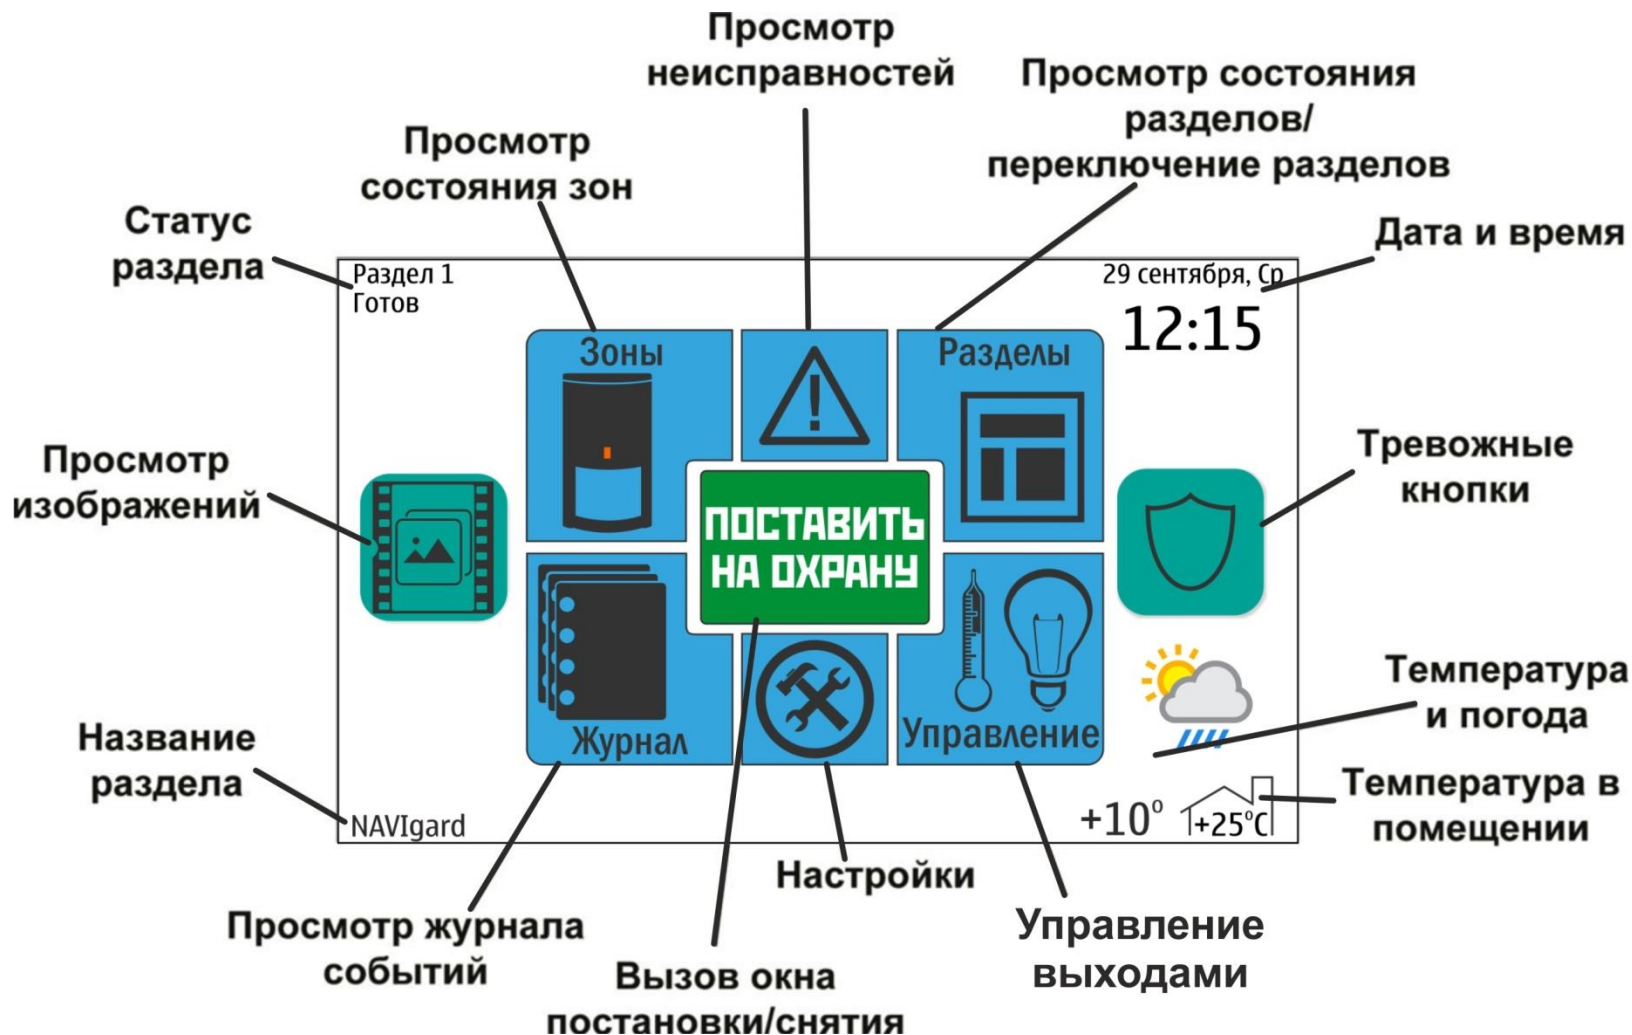 Просмотр
неисправностей
Просмотр состояния
разделов/
переключение разделов
Просмотр
состояния зон
Статус
раздела
Дата и время
Раздел 1
Готов
29 сентября, Ср
12:15
Зоны
Разделы
Просмотр
изображений
Тревожные
кнопки
ПОСТАВИТЬ
НА ОХРАНУ
Температура
и погода
Название
раздела
Журнал
Управление
Температура в
помещении
NAVIgard
+10°
+25°C
Настройки
Просмотр журнала
событий
Управление
выходами
Вызов окна
постановки/снятия